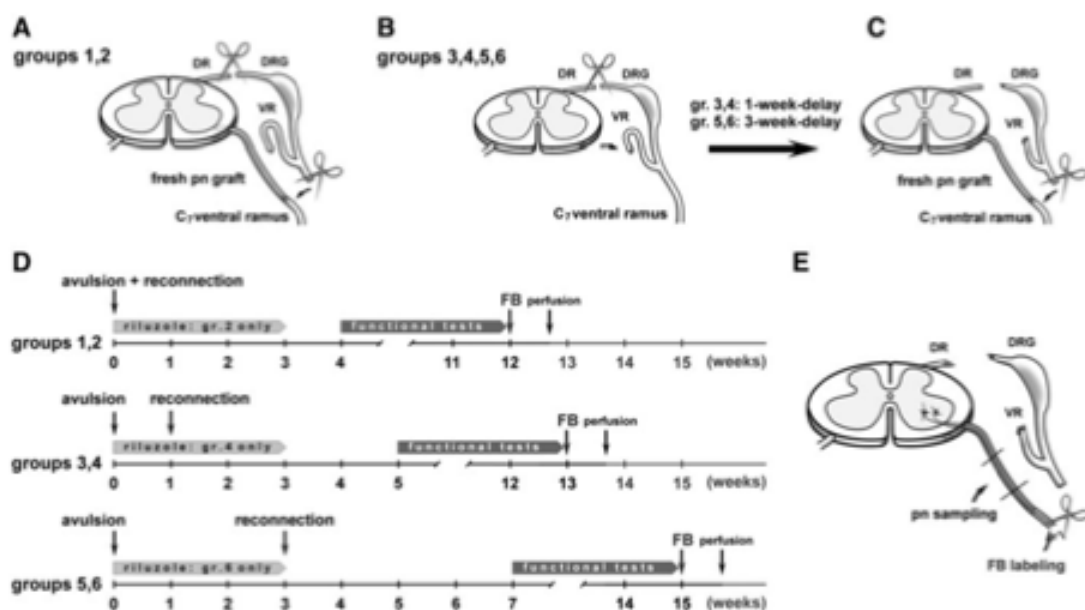 A
groups 1,2
DR
DRG
VR
fresh pn graft
C7-ventral ramus
B
groups 3,4,5,6
DR
DRG
VR
C7-ventral ramus
gr. 3,4: 1-week-delay
gr. 5,6: 3-week-delay
C
DR
DRG
VR
fresh pn graft
C7-ventral ramus
D
avulsion + reconnection
FB perfusion
riluzole: gr.2 only
functional tests
groups 1,2
0 1 2 3 4 11 12 13 14 15 (weeks)
avulsion reconnection
FB perfusion
riluzole: gr.4 only
functional tests
groups 3,4
0 1 2 3 4 5 12 13 14 15 (weeks)
avulsion reconnection
FB perfusion
riluzole: gr.6 only
functional tests
groups 5,6
0 1 2 3 4 5 6 7 14 15 (weeks)
E
DR
DRG
VR
pn sampling
FB labeling